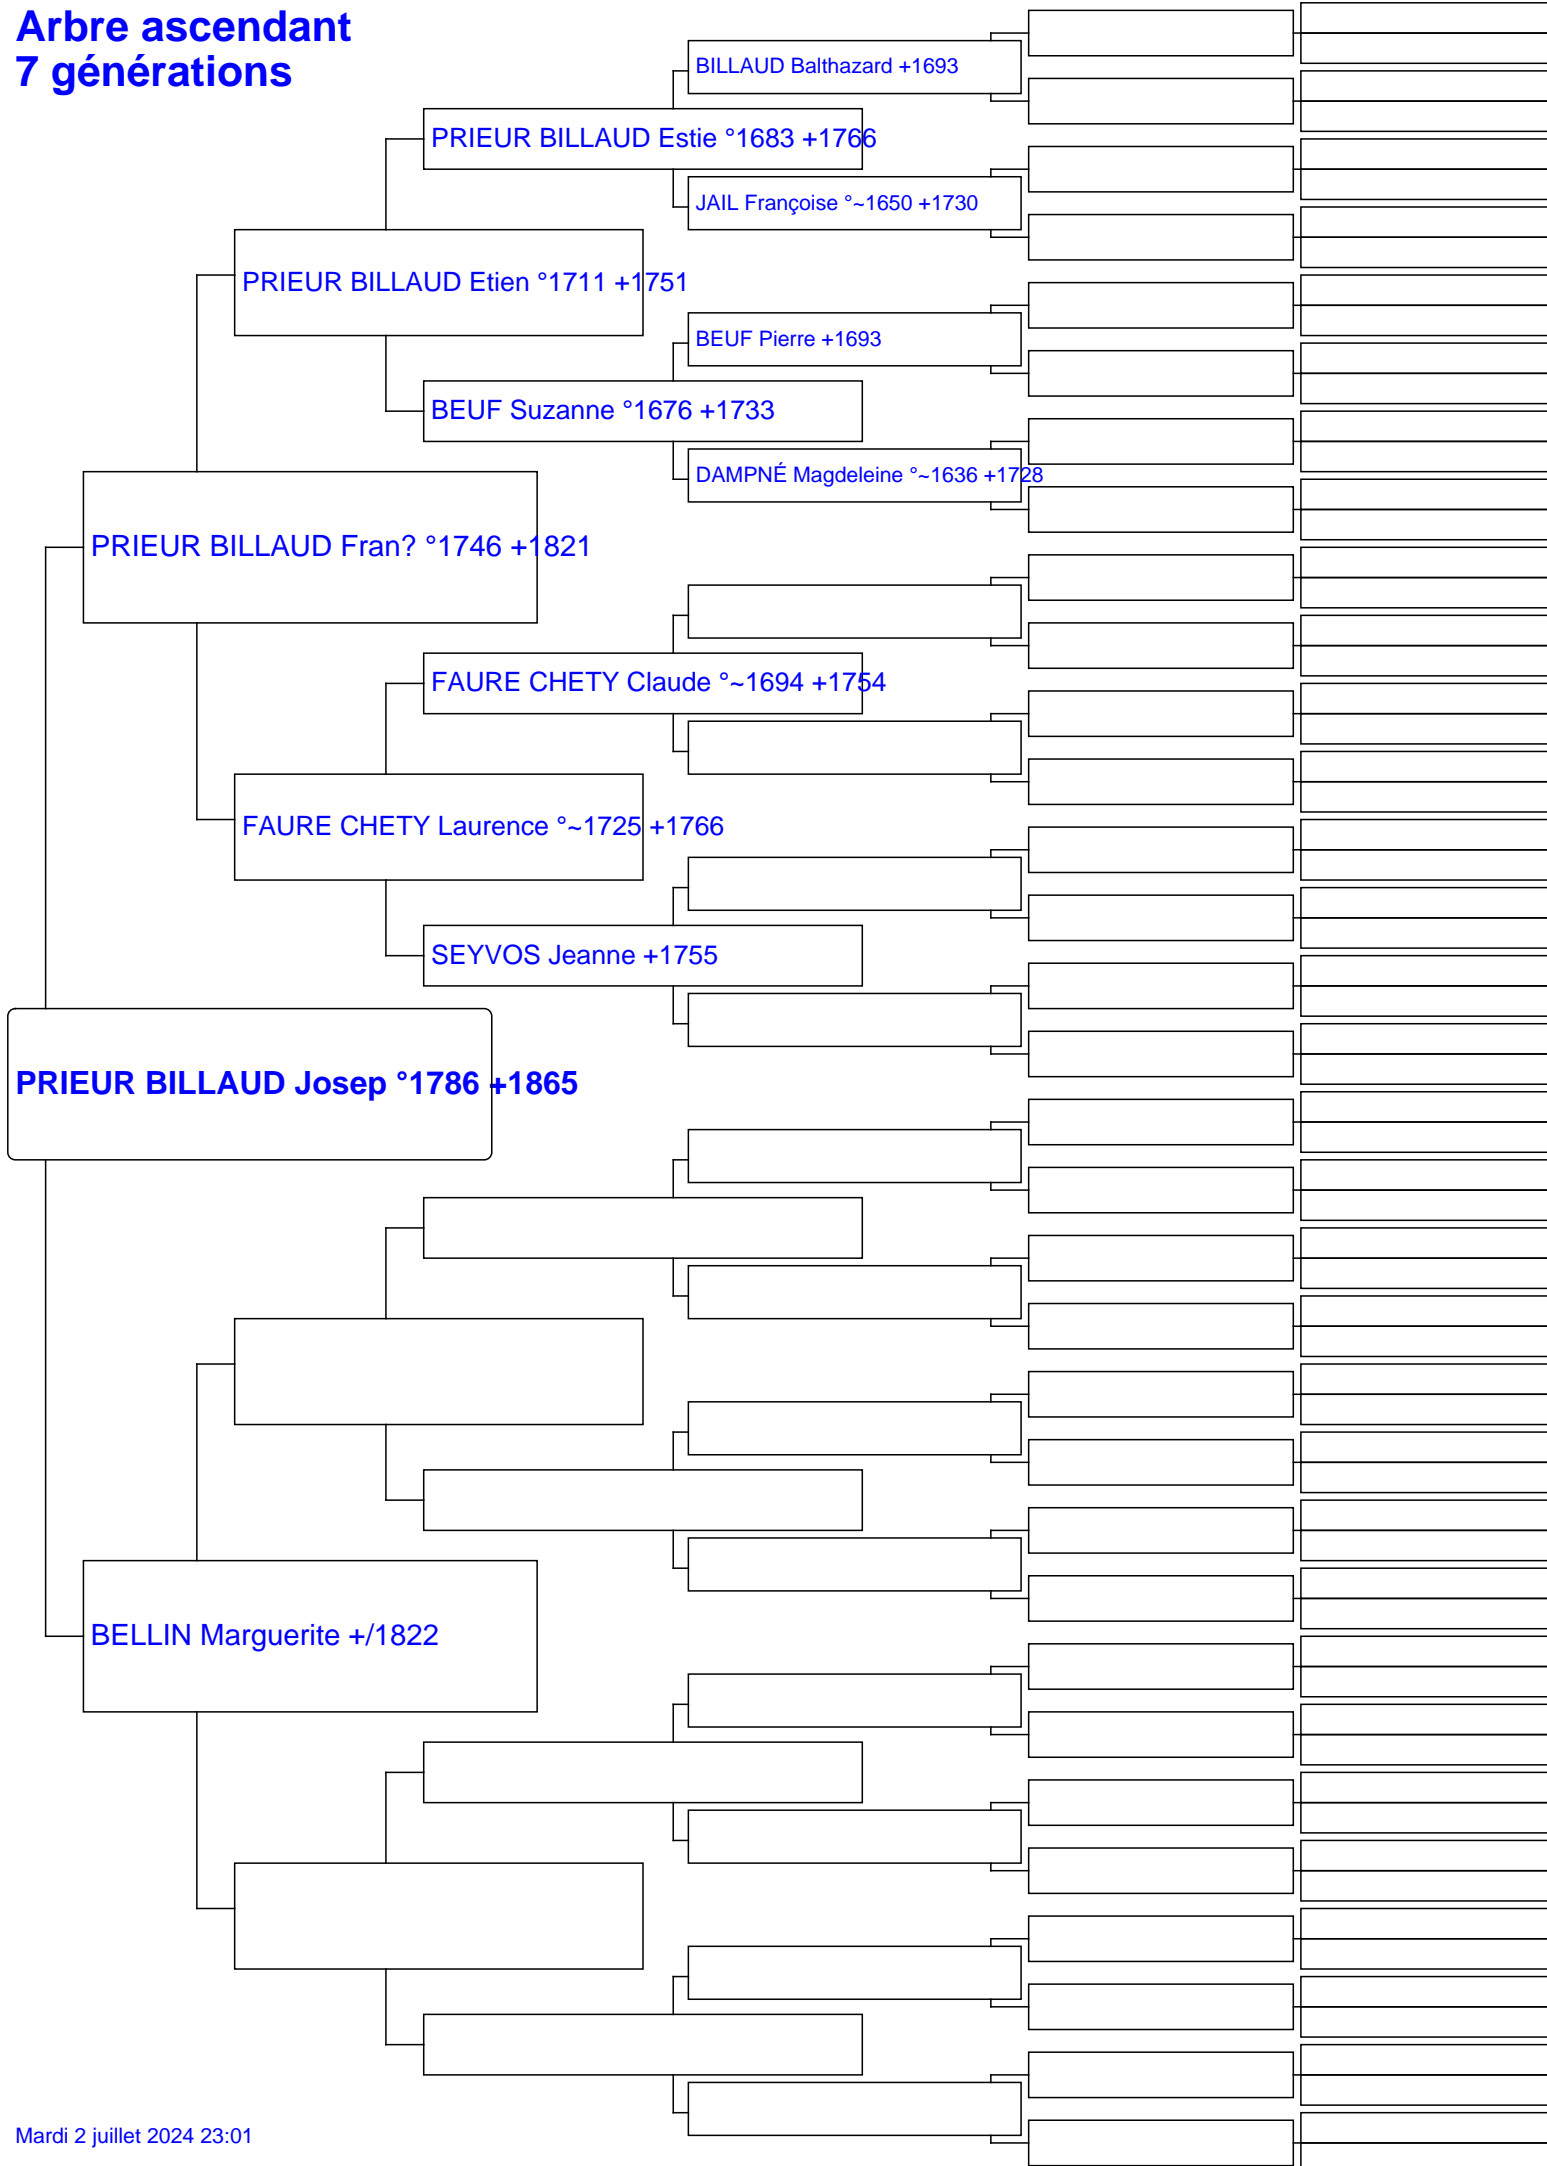 Arbre ascendant
7 générations
BILLAUD Balthazard +1693
PRIEUR BILLAUD Estie °1683 +1766
JAIL Françoise °~1650 +1730
PRIEUR BILLAUD Etien °1711 +1751
BEUF Pierre +1693
BEUF Suzanne °1676 +1733
DAMPNÉ Magdeleine °~1636 +1728
PRIEUR BILLAUD Fran? °1746 +1821
FAURE CHETY Claude °~1694 +1754
FAURE CHETY Laurence °~1725 +1766
SEYVOS Jeanne +1755
PRIEUR BILLAUD Josep °1786 +1865
BELLIN Marguerite +/1822
Mardi 2 juillet 2024 23:01